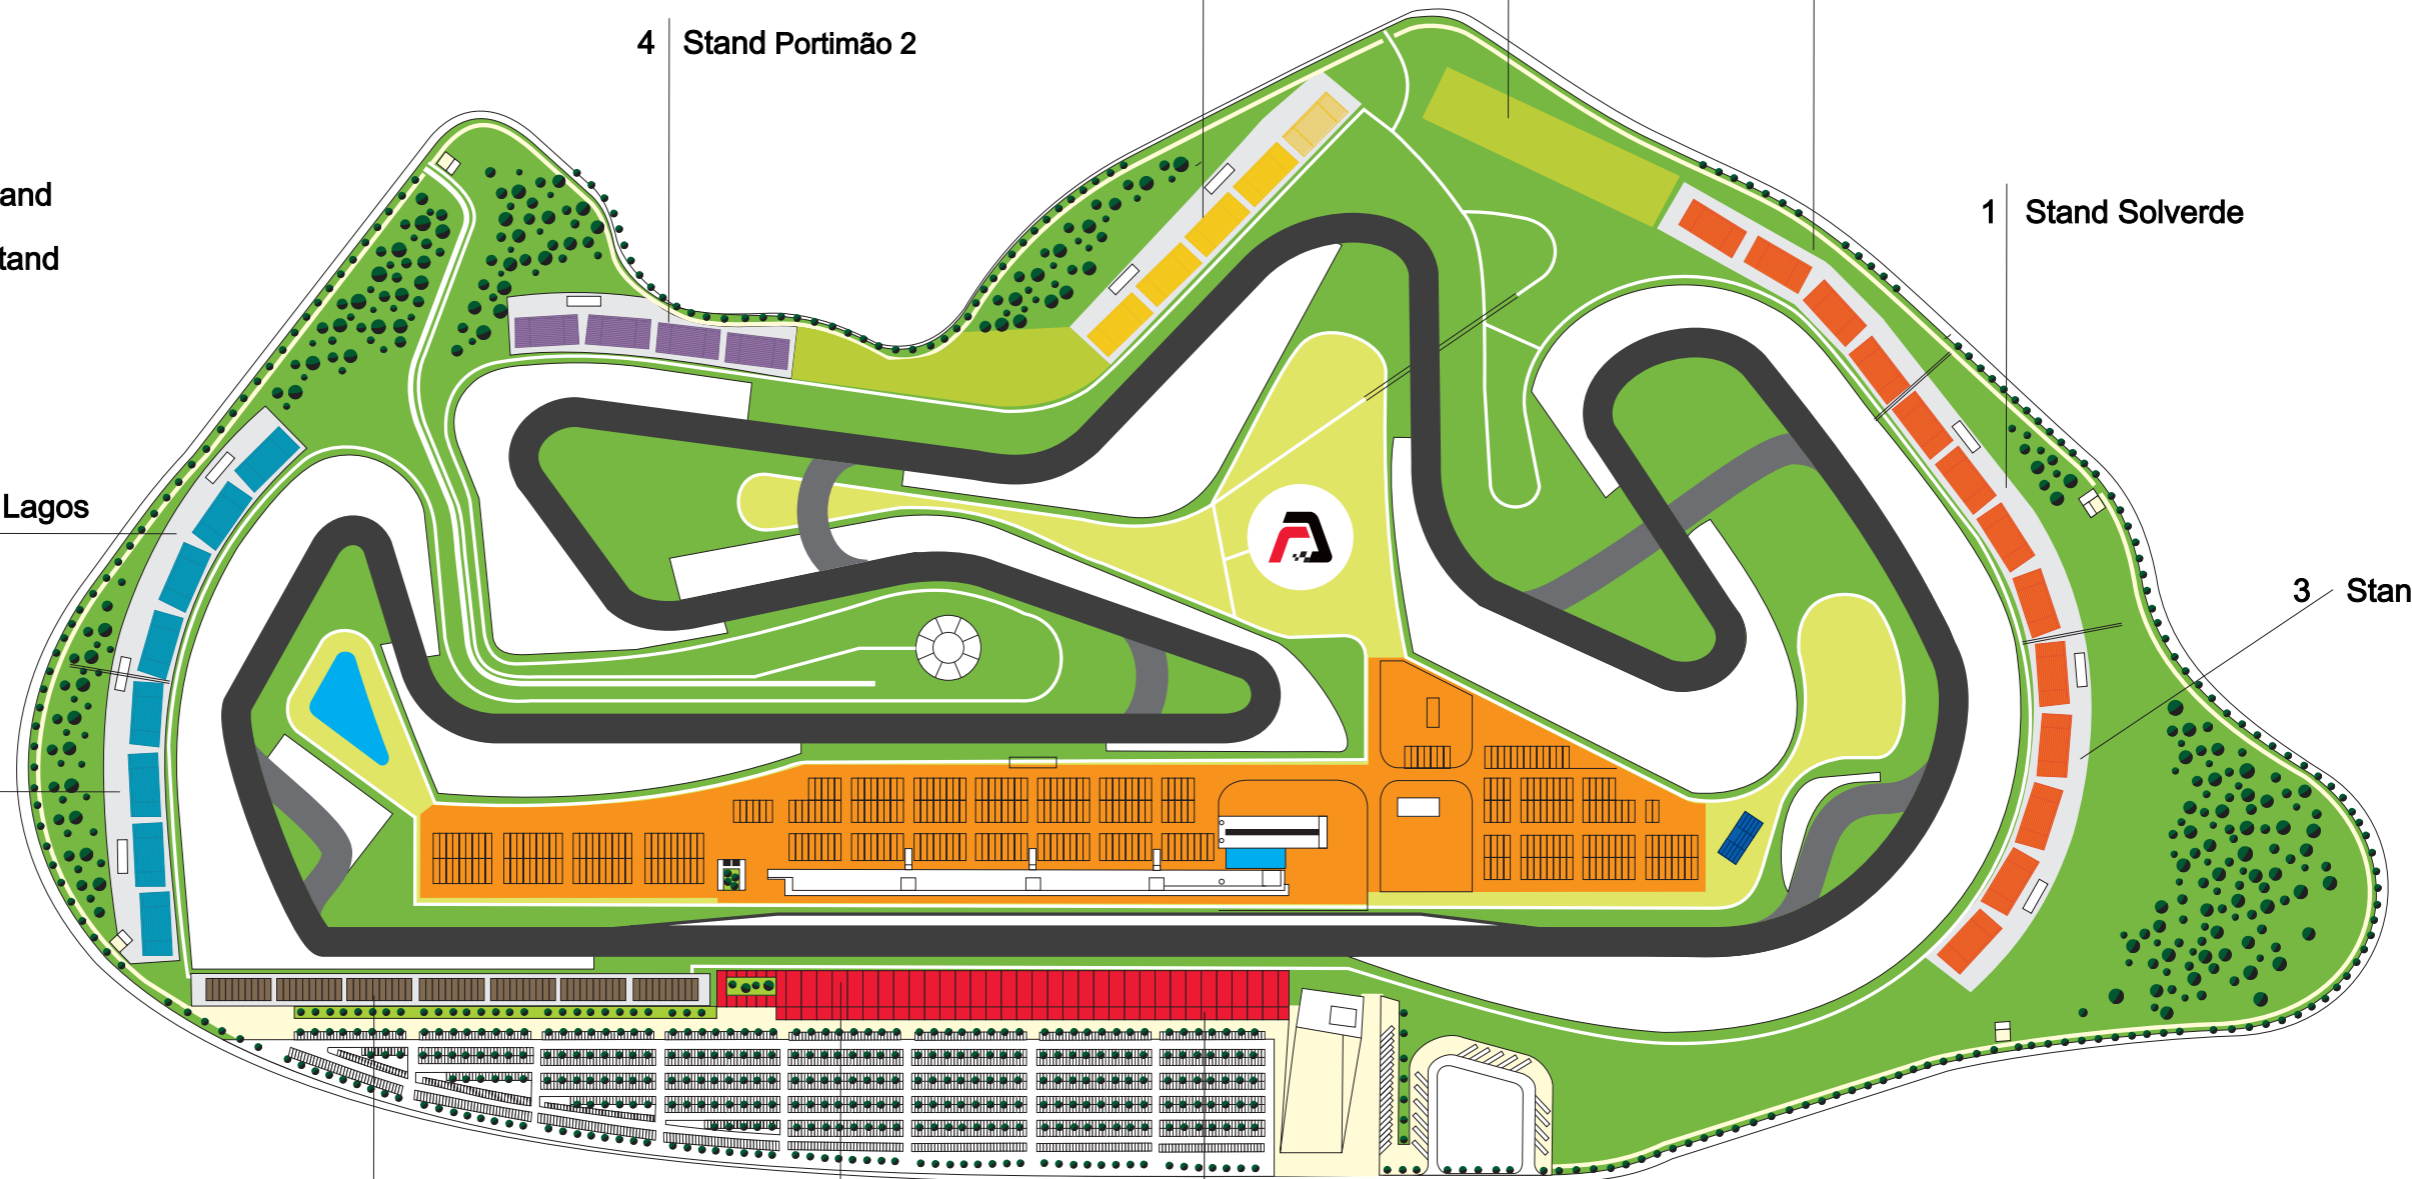 4 Stand Portimão 2
and
tand
1 Stand Solverde
Lagos
3 Stan